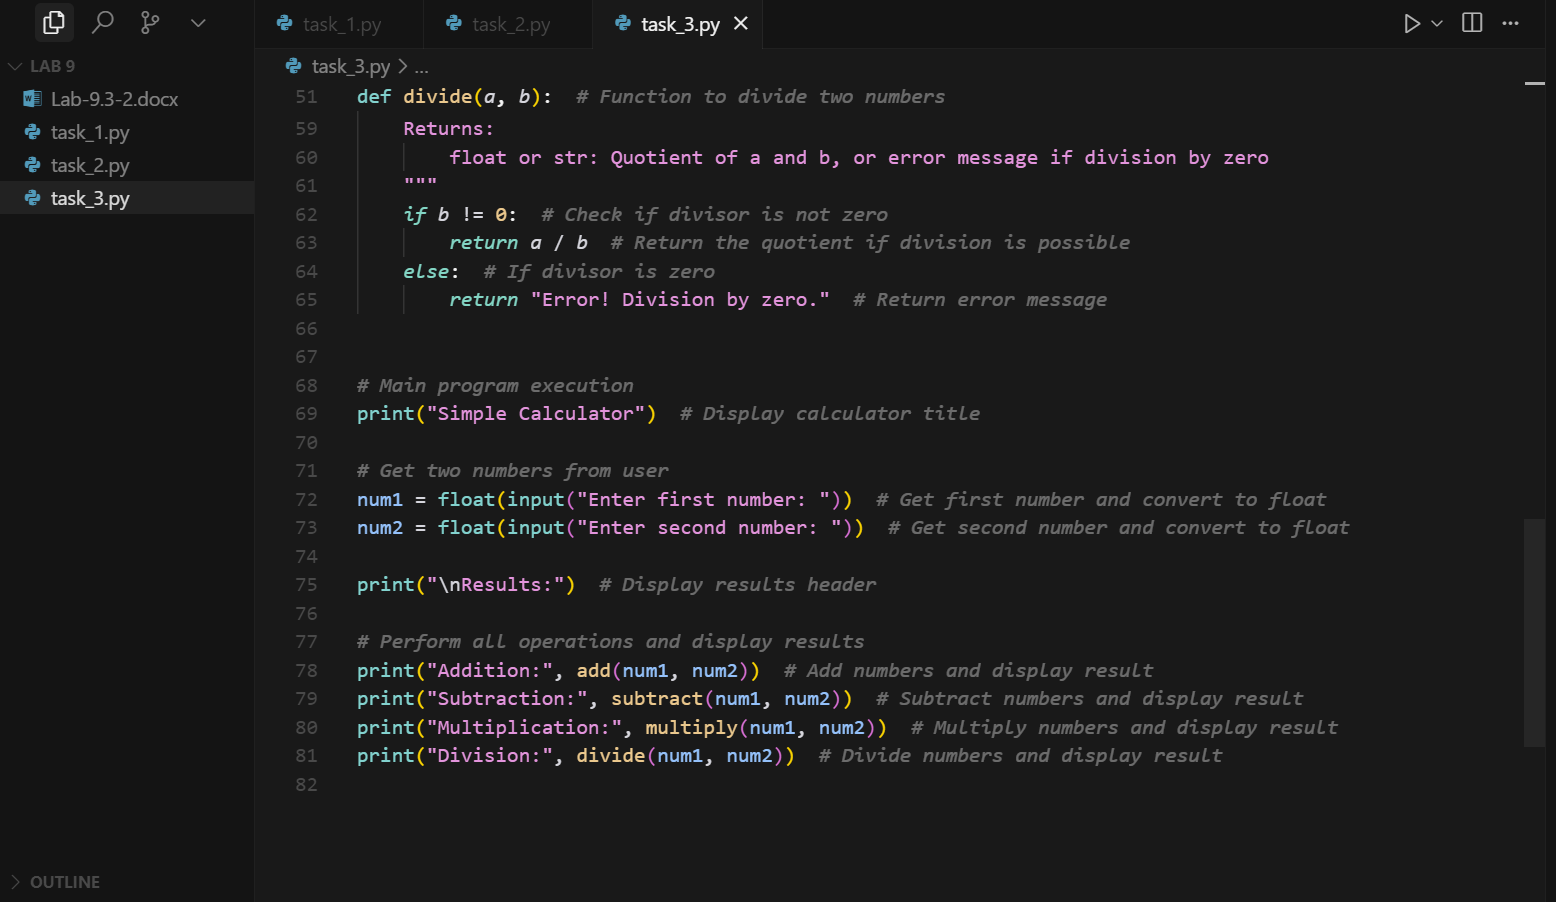 task_1.py
task_2.py
task_3.py
LAB 9
Lab-9.3-2.docx
task_1.py
task_2.py
task_3.py
OUTLINE
task_3.py > ...
51 def divide(a, b):  # Function to divide two numbers
59 Returns:
60 float or str: Quotient of a and b, or error message if division by zero
61 """
62 if b != 0:  # Check if divisor is not zero
63 return a / b  # Return the quotient if division is possible
64 else:  # If divisor is zero
65 return "Error! Division by zero."  # Return error message
66
67
68 # Main program execution
69 print("Simple Calculator")  # Display calculator title
70
71 # Get two numbers from user
72 num1 = float(input("Enter first number: "))  # Get first number and convert to float
73 num2 = float(input("Enter second number: "))  # Get second number and convert to float
74
75 print("\nResults:")  # Display results header
76
77 # Perform all operations and display results
78 print("Addition:", add(num1, num2))  # Add numbers and display result
79 print("Subtraction:", subtract(num1, num2))  # Subtract numbers and display result
80 print("Multiplication:", multiply(num1, num2))  # Multiply numbers and display result
81 print("Division:", divide(num1, num2))  # Divide numbers and display result
82